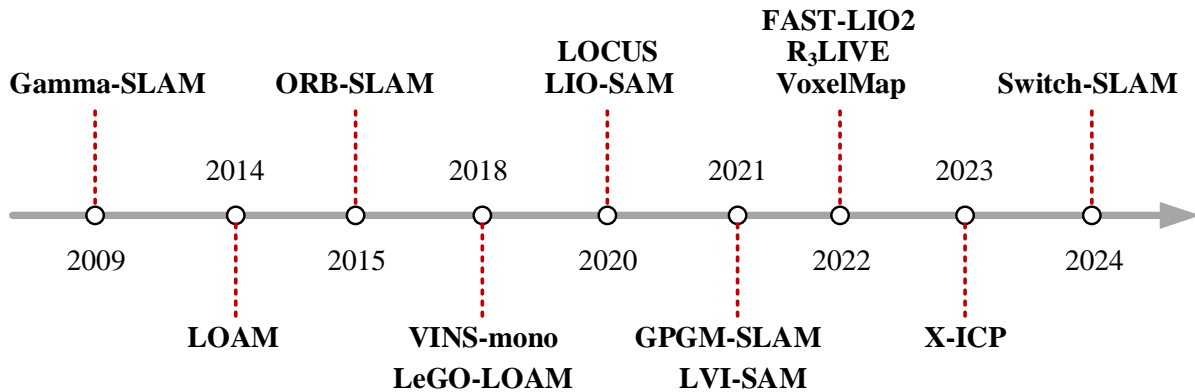 FAST-LIO2
LOCUS
R₃LIVE
Gamma-SLAM
ORB-SLAM
LIO-SAM
VoxelMap
Switch-SLAM
2014
2018
2021
2023
2009
2015
2020
2022
2024
LOAM
VINS-mono
GPGM-SLAM
X-ICP
LeGO-LOAM
LVI-SAM